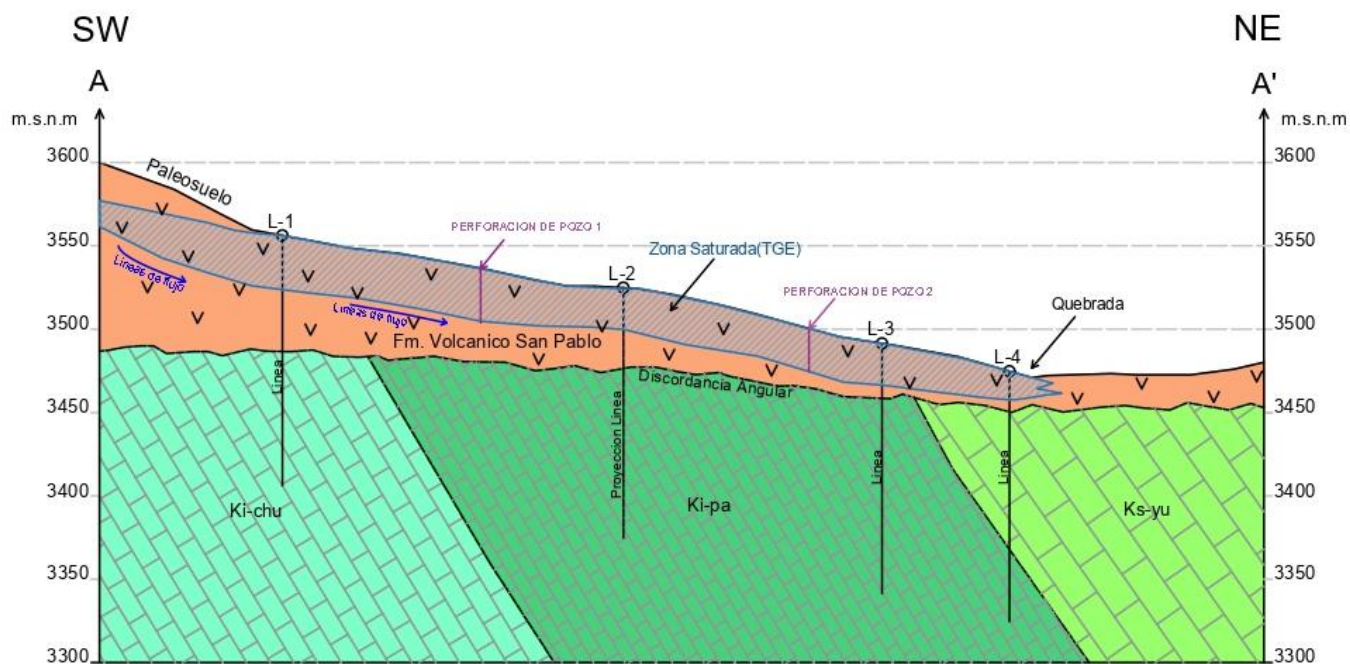 SW
NE
A
A'
m.s.n.m
m.s.n.m
3600
3600
Paleosuelo
L-1
PERFORACION DE POZO 1
3550
3550
Zona Saturada(TGE)
L-2
Lineas de flujo
PERFORACION DE POZO 2
Quebrada
Lineas de flujo
3500
3500
L-3
Fm. Volcanico San Pablo
L-4
Discordancia Angular
Linea
3450
3450
Proyeccion Linea
Linea
Linea
3400
3400
Ki-chu
Ki-pa
Ks-yu
3350
3350
3300
3300